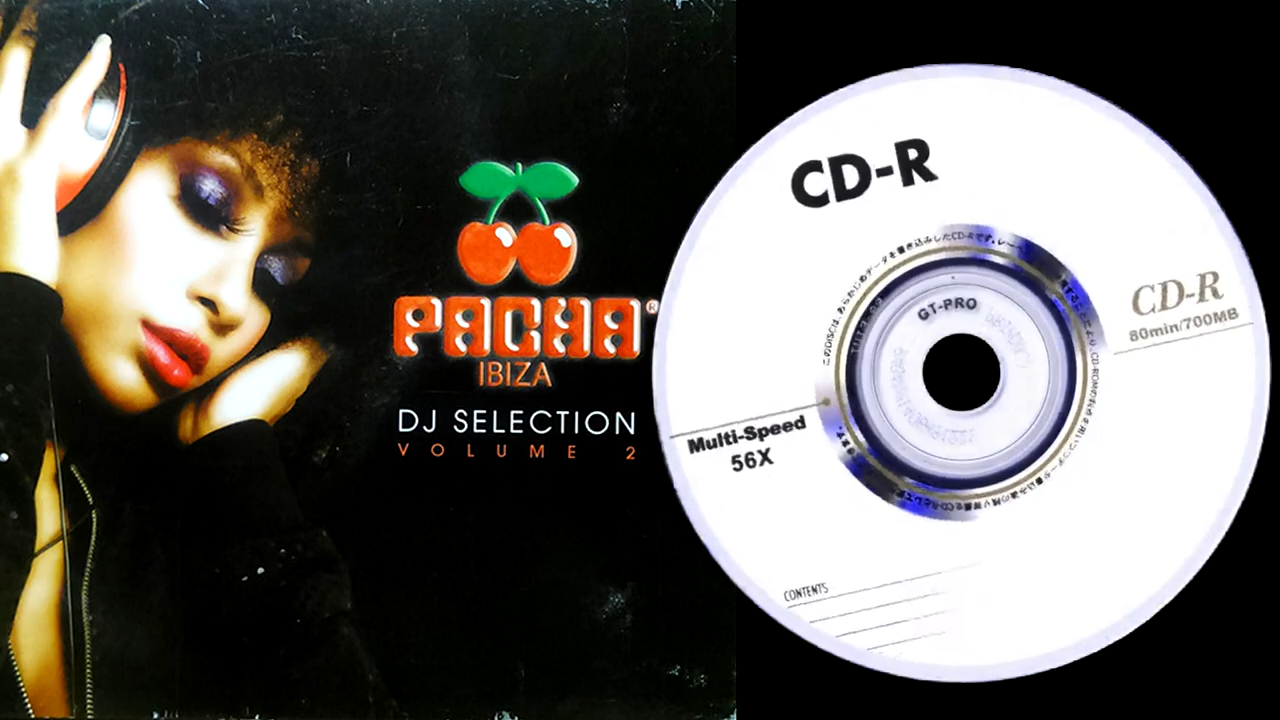 PACHA®
IBIZA
DJ SELECTION
VOLUME 2
CD-R
GT-PRO
CD-R
80min/700MB
Multi-Speed
56X
CONTENTS